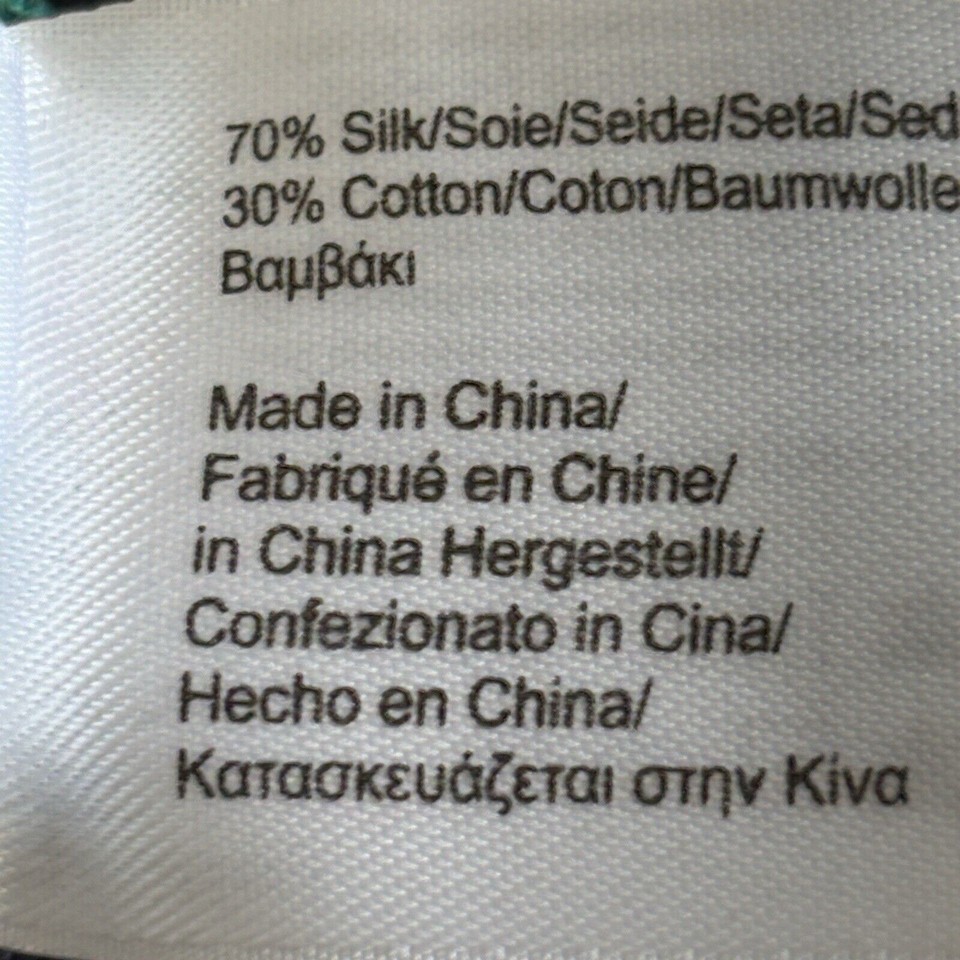 70% Silk/Soie/Seide/Seta/Sed
30% Cotton/Coton/Baumwolle
Βαμβάκι
Made in China/
Fabriqué en Chine/
in China Hergestellt/
Confezionato in Cina/
Hecho en China/
Κατασκευάζεται στην Κίνα